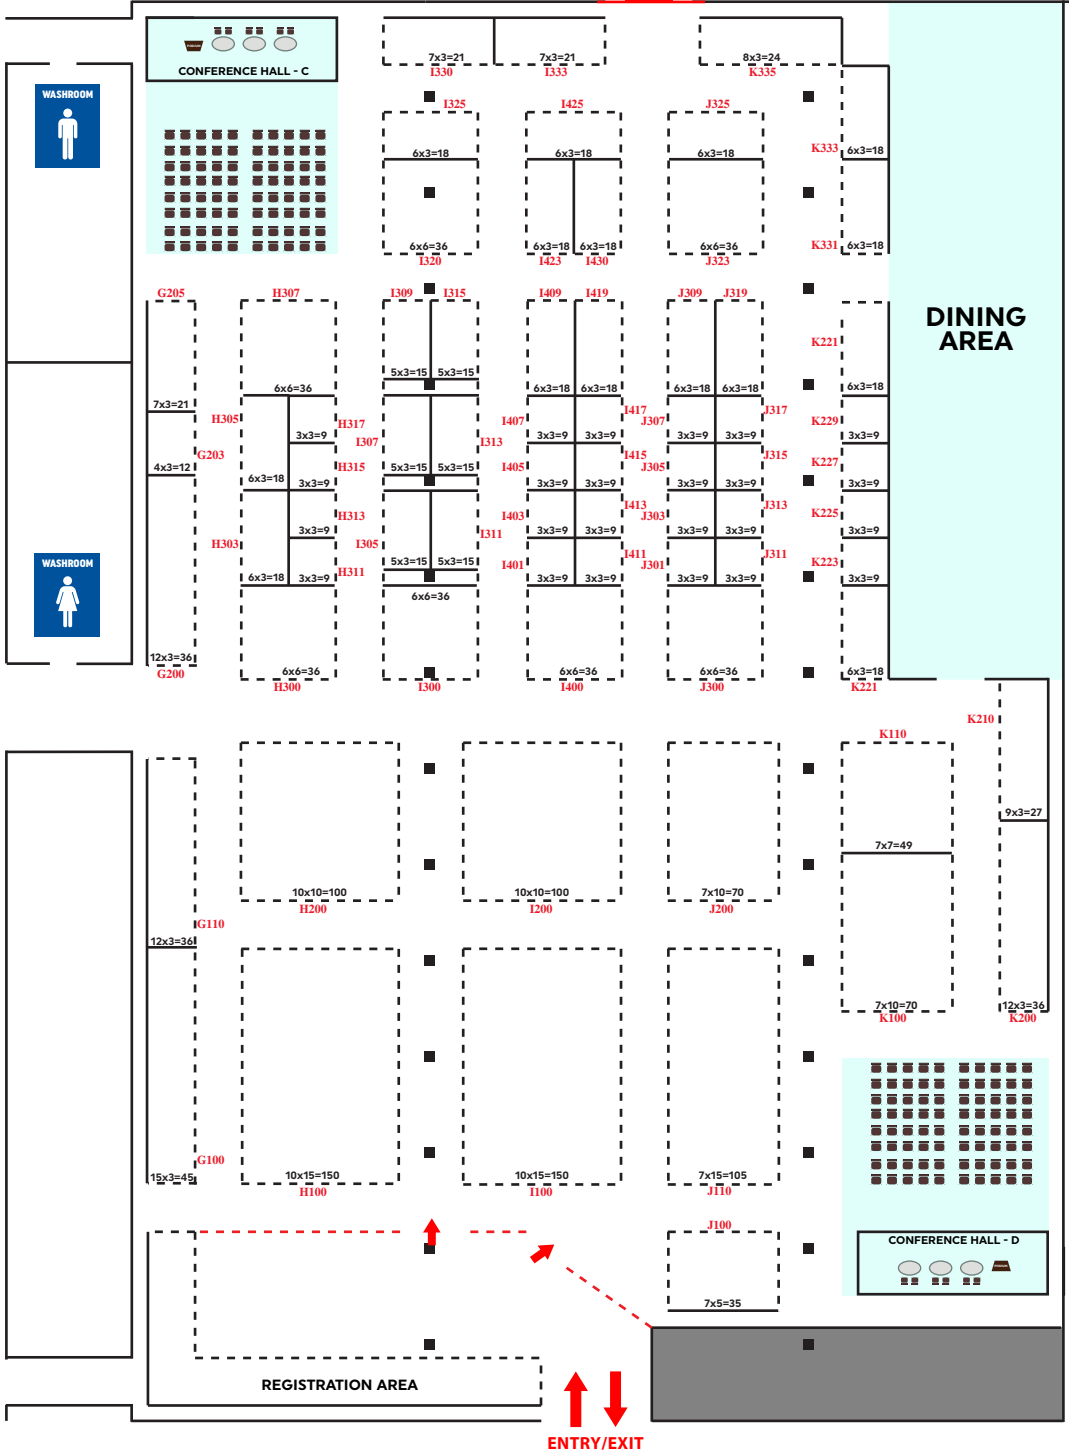 CONFERENCE HALL - C
7x3=21
7x3=21
8x3=24
I330
I333
K335
WASHROOM
I325
I425
J325
6x3=18
6x3=18
6x3=18
K333
6x3=18
6x6=36
6x3=18
6x3=18
6x6=36
K331
6x3=18
I320
I423
I430
J323
G205
H307
I309
I315
I409
I419
J309
J319
DINING
AREA
K221
5x3=15
5x3=15
6x6=36
6x3=18
6x3=18
6x3=18
6x3=18
6x3=18
7x3=21
H305
H317
I407
I417
J307
J317
K229
3x3=9
I307
I313
3x3=9
3x3=9
3x3=9
3x3=9
3x3=9
G203
4x3=12
H315
I405
I415
J305
J315
K227
6x3=18
3x3=9
5x3=15
5x3=15
3x3=9
3x3=9
3x3=9
3x3=9
3x3=9
H313
I403
I413
J303
J313
K225
3x3=9
I311
3x3=9
3x3=9
3x3=9
3x3=9
3x3=9
H303
I305
I411
J311
WASHROOM
5x3=15
5x3=15
I401
J301
K223
H311
6x3=18
3x3=9
3x3=9
3x3=9
3x3=9
3x3=9
3x3=9
6x6=36
12x3=36
G200
6x6=36
6x6=36
6x6=36
6x3=18
H300
I300
I400
J300
K221
K210
K110
9x3=27
7x7=49
10x10=100
10x10=100
7x10=70
H200
I200
J200
G110
12x3=36
7x10=70
12x3=36
K100
K200
G100
15x3=45
10x15=150
10x15=150
7x15=105
H100
I100
J110
J100
CONFERENCE HALL - D
7x5=35
REGISTRATION AREA
ENTRY/EXIT